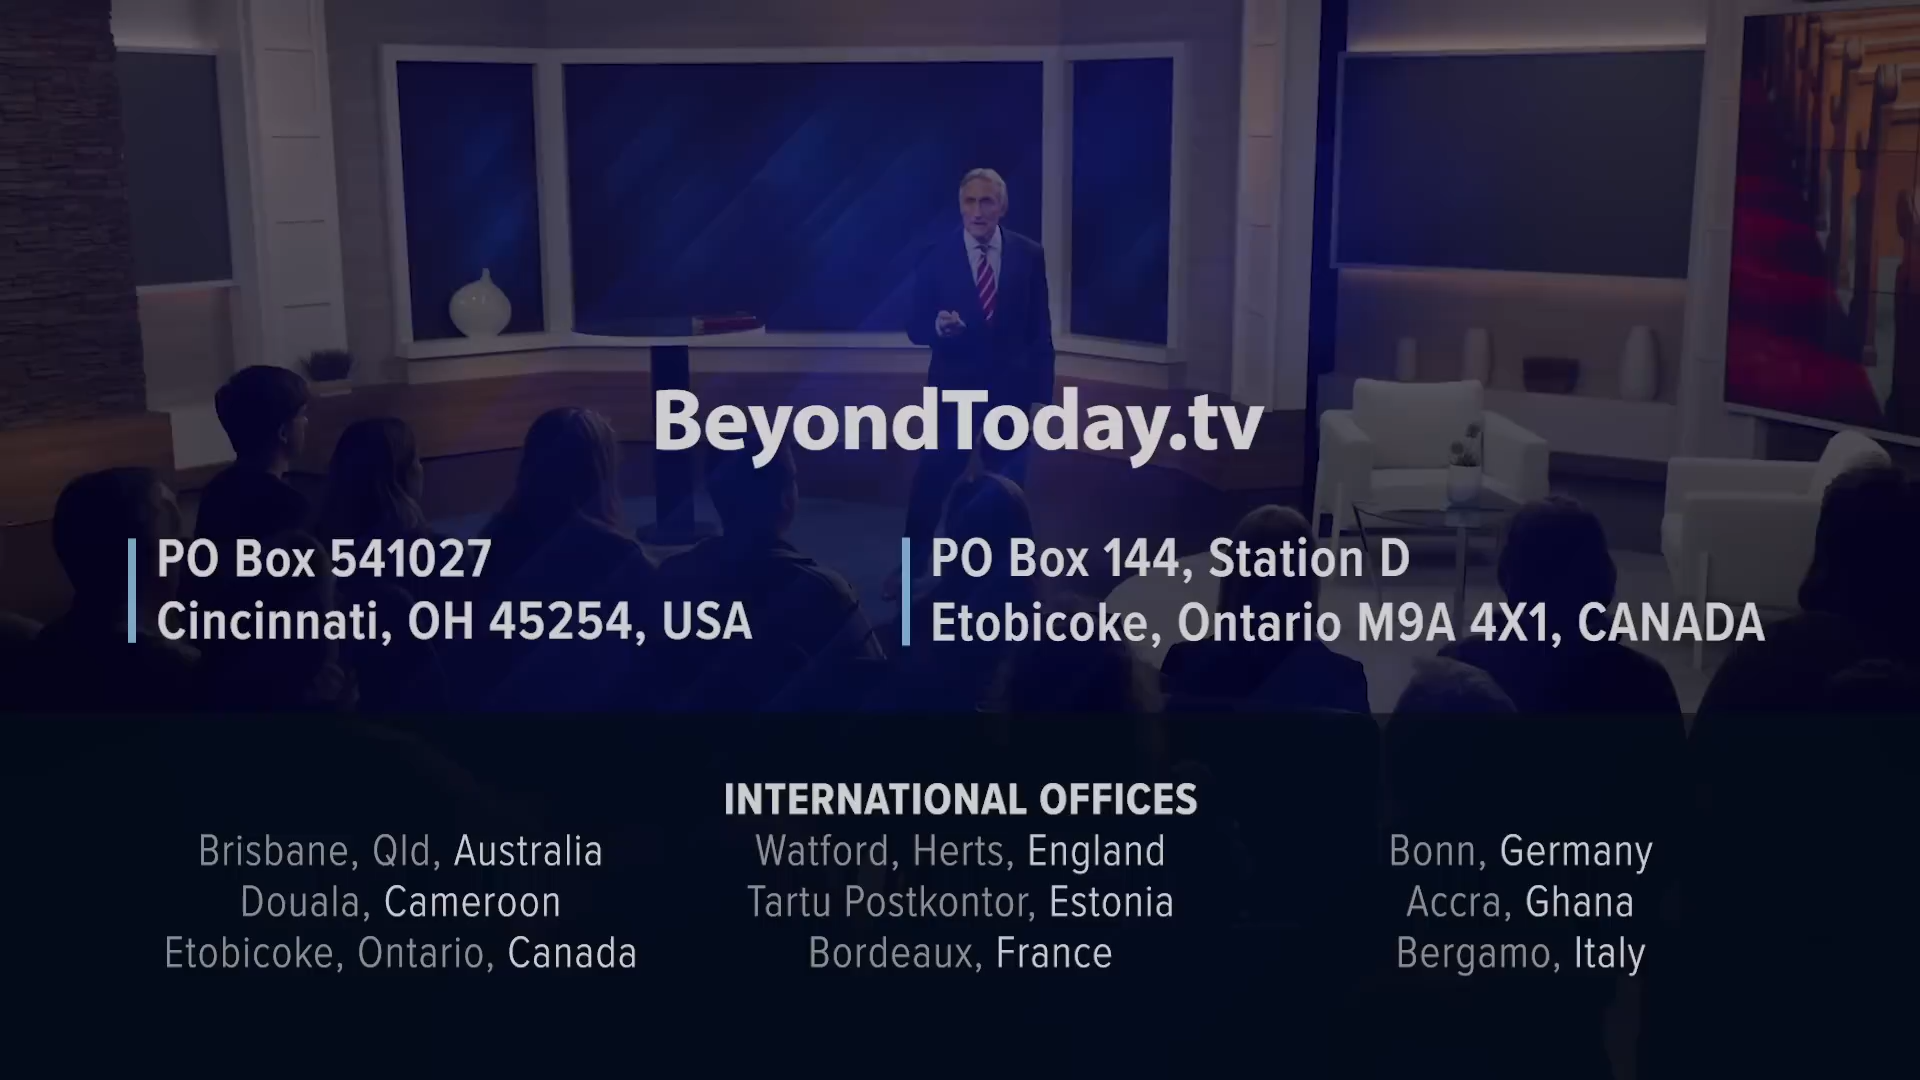 BeyondToday.tv
PO Box 541027
Cincinnati, OH 45254, USA
PO Box 144, Station D
Etobicoke, Ontario M9A 4X1, CANADA
INTERNATIONAL OFFICES
Brisbane, Qld, Australia
Douala, Cameroon
Etobicoke, Ontario, Canada
Watford, Herts, England
Tartu Postkontor, Estonia
Bordeaux, France
Bonn, Germany
Accra, Ghana
Bergamo, Italy